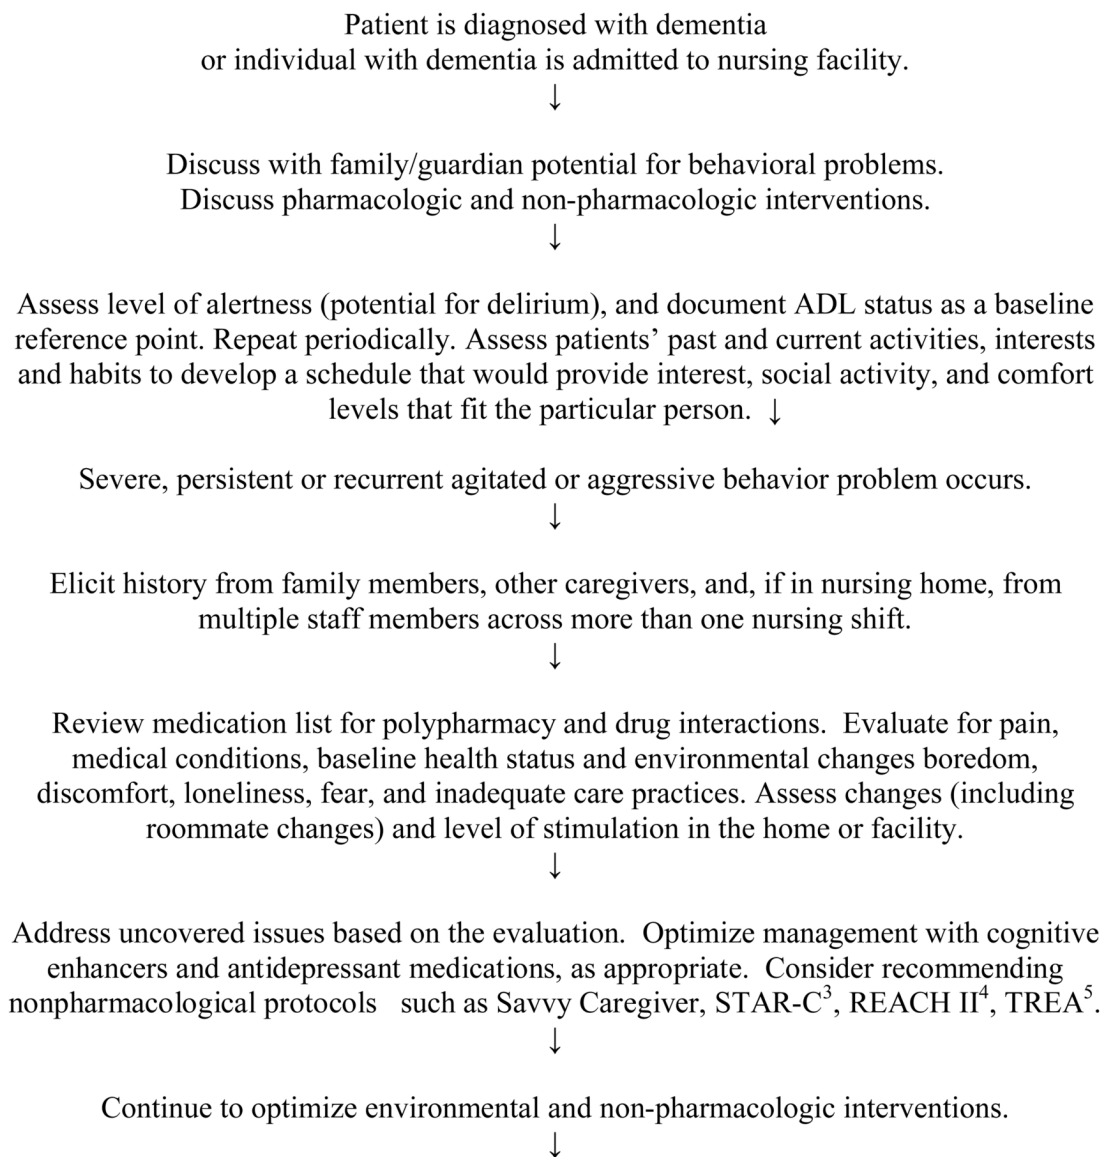 Patient is diagnosed with dementia
or individual with dementia is admitted to nursing facility.
↓
Discuss with family/guardian potential for behavioral problems.
Discuss pharmacologic and non-pharmacologic interventions.
↓
Assess level of alertness (potential for delirium), and document ADL status as a baseline
reference point. Repeat periodically. Assess patients’ past and current activities, interests
and habits to develop a schedule that would provide interest, social activity, and comfort
levels that fit the particular person. ↓
Severe, persistent or recurrent agitated or aggressive behavior problem occurs.
↓
Elicit history from family members, other caregivers, and, if in nursing home, from
multiple staff members across more than one nursing shift.
↓
Review medication list for polypharmacy and drug interactions. Evaluate for pain,
medical conditions, baseline health status and environmental changes boredom,
discomfort, loneliness, fear, and inadequate care practices. Assess changes (including
roommate changes) and level of stimulation in the home or facility.
↓
Address uncovered issues based on the evaluation. Optimize management with cognitive
enhancers and antidepressant medications, as appropriate. Consider recommending
nonpharmacological protocols such as Savvy Caregiver, STAR-C³, REACH II⁴, TREA⁵.
↓
Continue to optimize environmental and non-pharmacologic interventions.
↓